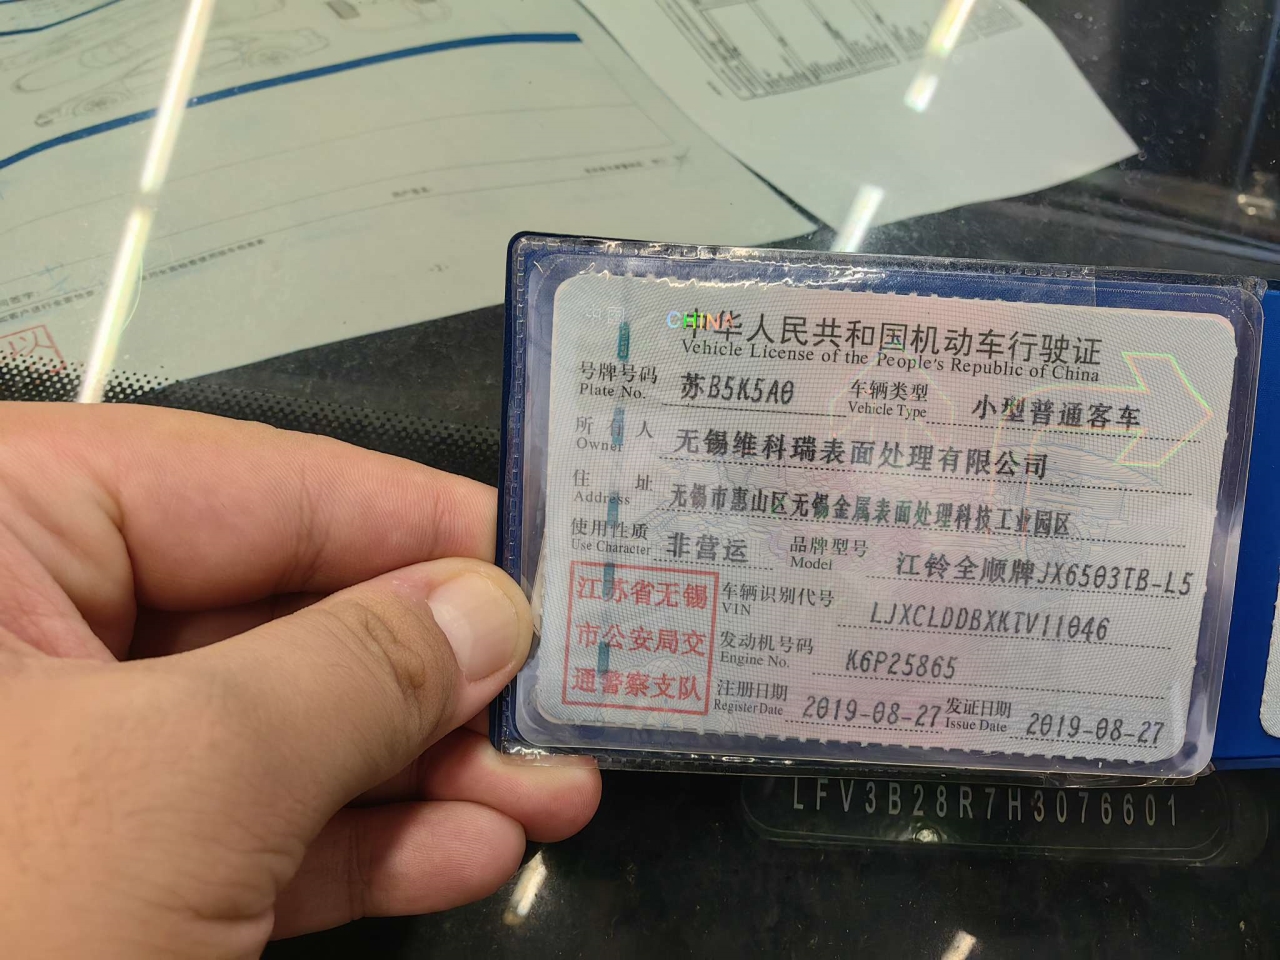 CHINA
中华人民共和国机动车行驶证
Vehicle License of the People's Republic of China
号牌号码 苏B5K5A0 车辆类型 小型普通客车
Plate No. Vehicle Type
所有人 无锡维科瑞表面处理有限公司
Owner
住址 无锡市惠山区无锡金属表面处理科技工业园区
Address
使用性质 非营运 品牌型号 江铃全顺牌JX6503TB-L5
Use Character Model
江苏省无锡
市公安局交
通警察支队
车辆识别代号 LJXCLDDBXKTV11046
VIN
发动机号码 K6P25865
Engine No.
注册日期 2019-08-27 发证日期 2019-08-27
Register Date Issue Date
LFV3B28R7H3076601